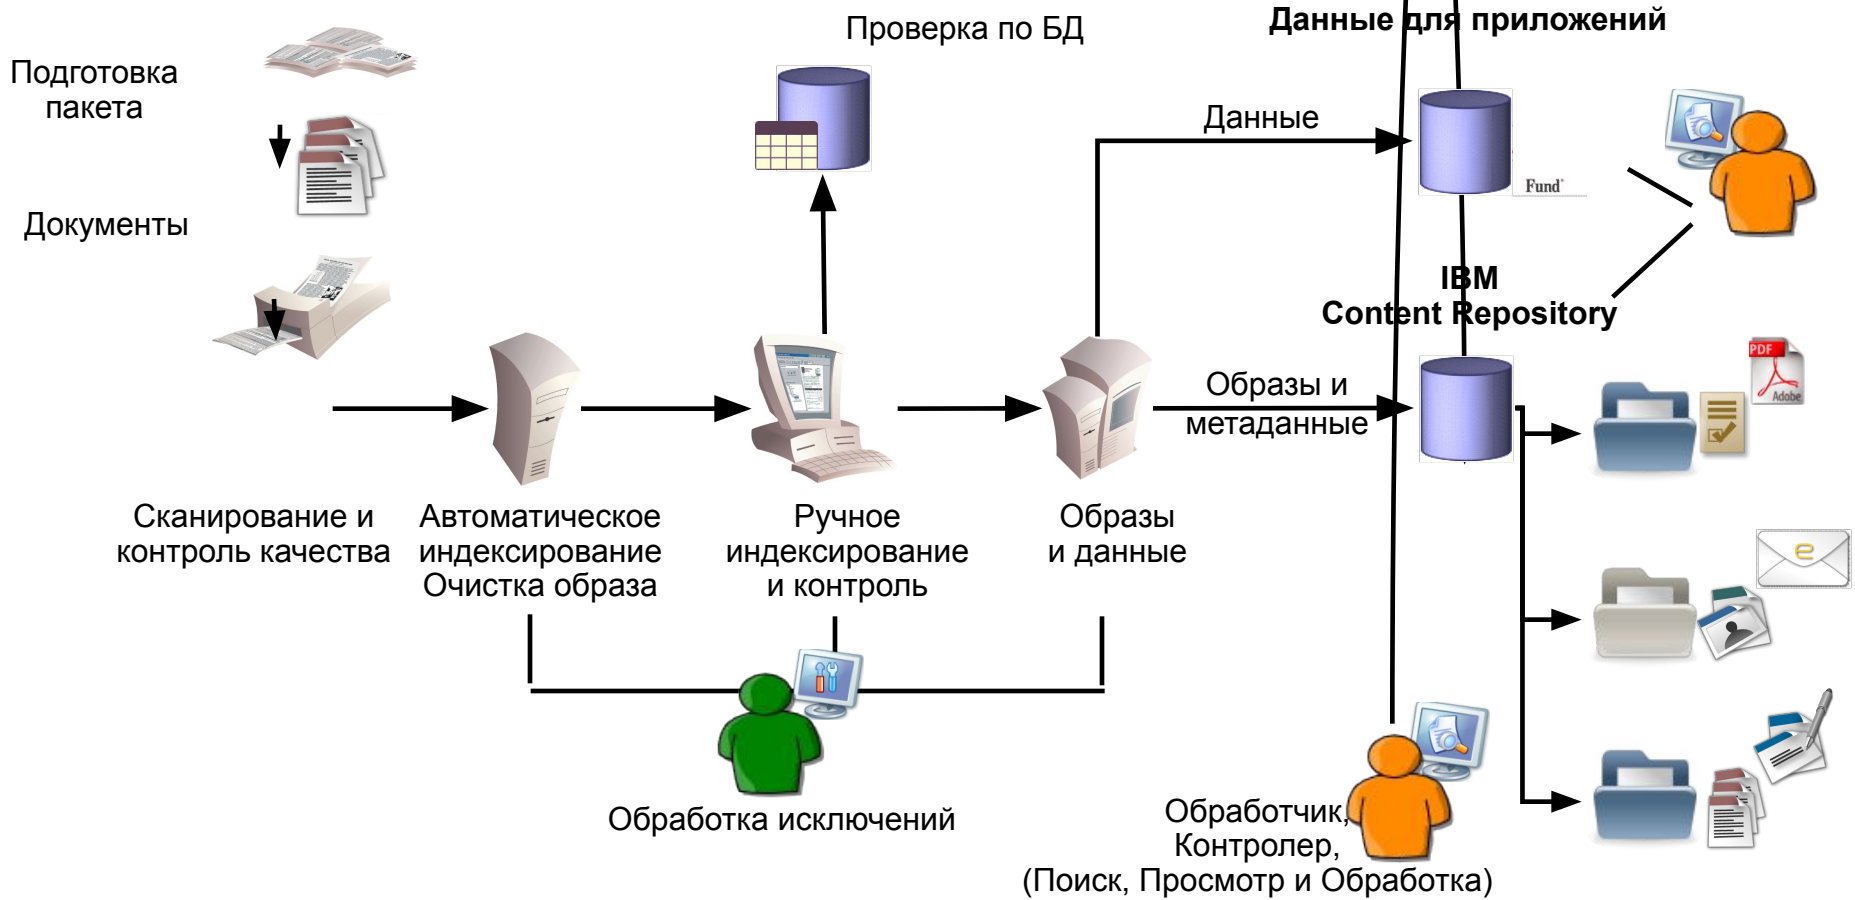 Проверка по БД
Данные для приложений
Подготовка
пакета
Данные
Fund
Документы
IBM
Content Repository
PDF
Adobe
Образы и
метаданные
Сканирование и
контроль качества
Автоматическое
индексирование
Очистка образа
Ручное
индексирование
и контроль
Образы
и данные
e
Обработка исключений
Обработчик,
Контролер,
(Поиск, Просмотр и Обработка)